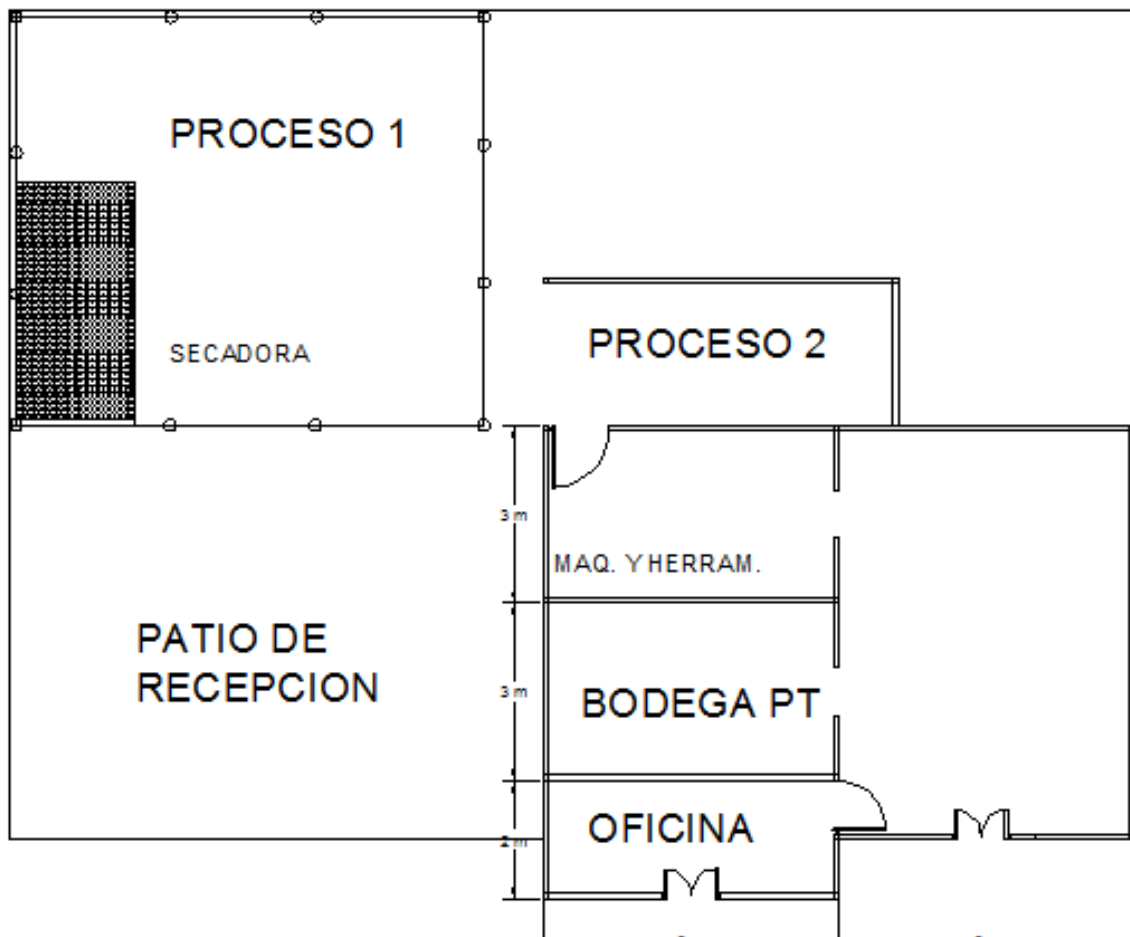 PROCESO 1
SECADORA
PROCESO 2
3 m
MAQ. Y HERRAM.
PATIO DE
RECEPCION
3 m
BODEGA PT
OFICINA
2 m